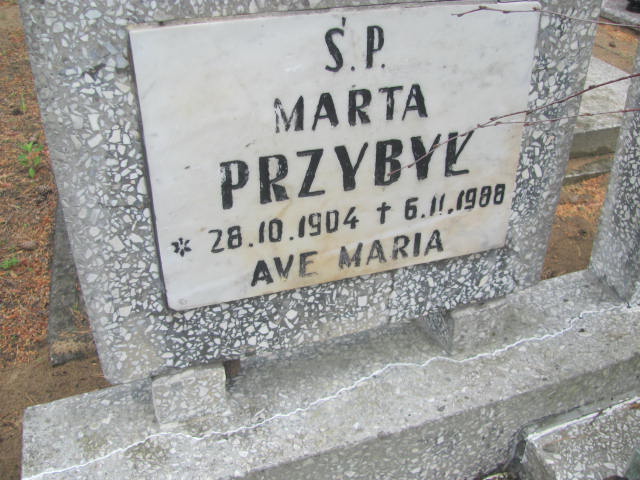 Ś.P.
MARTA
PRZYBYŁ
* 28.10.1904 † 6.11.1988
AVE MARIA